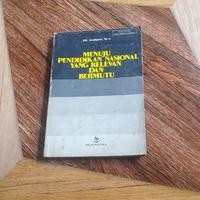 MENUJU
PENDIDIKAN NASIONAL
YANG RELEVAN
DAN
BERMUTU